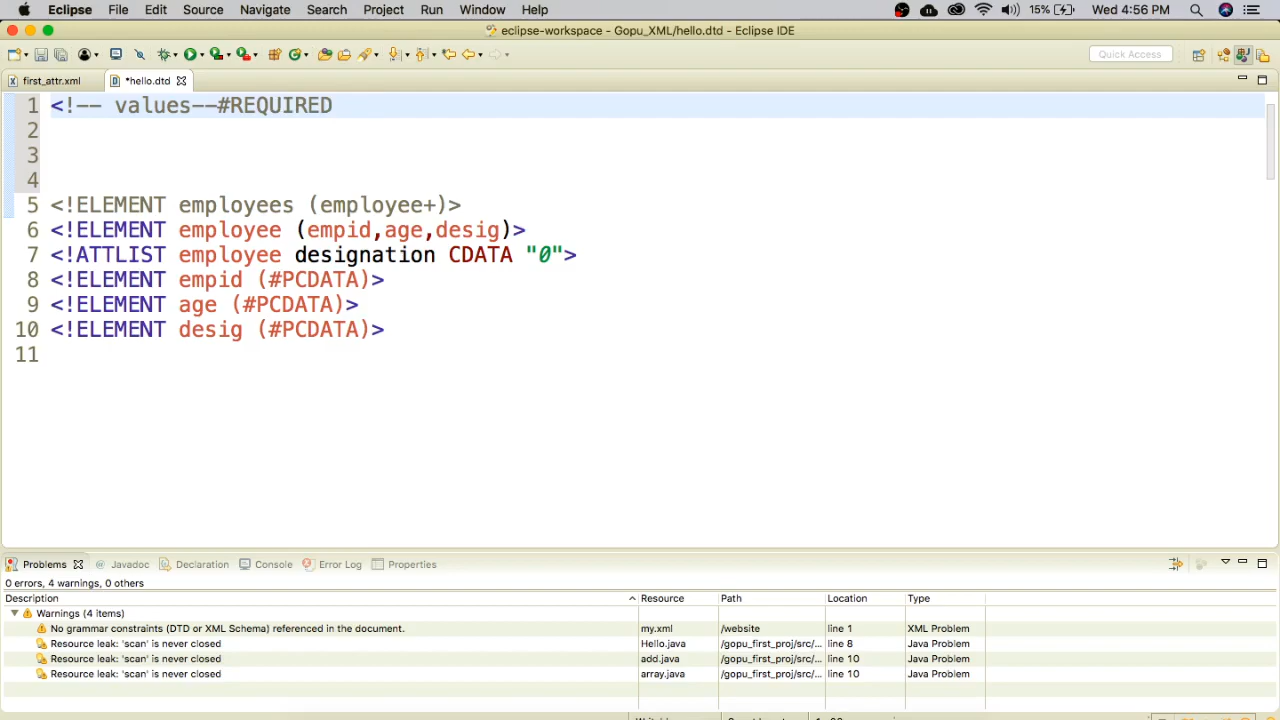 Eclipse File Edit Source Navigate Search Project Run Window Help 15% Wed 4:56 PM
eclipse-workspace - Gopu_XML/hello.dtd - Eclipse IDE
Quick Access
first_attr.xml *hello.dtd
1 <!-- values--#REQUIRED
2
3
4
5 <!ELEMENT employees (employee+)>
6 <!ELEMENT employee (empid,age,desig)>
7 <!ATTLIST employee designation CDATA "0">
8 <!ELEMENT empid (#PCDATA)>
9 <!ELEMENT age (#PCDATA)>
10 <!ELEMENT desig (#PCDATA)>
11
Problems @ Javadoc Declaration Console Error Log Properties
0 errors, 4 warnings, 0 others
Description Resource Path Location Type
Warnings (4 items)
No grammar constraints (DTD or XML Schema) referenced in the document. my.xml /website line 1 XML Problem
Resource leak: 'scan' is never closed Hello.java /gopu_first_proj/src/... line 8 Java Problem
Resource leak: 'scan' is never closed add.java /gopu_first_proj/src/... line 10 Java Problem
Resource leak: 'scan' is never closed array.java /gopu_first_proj/src/... line 10 Java Problem